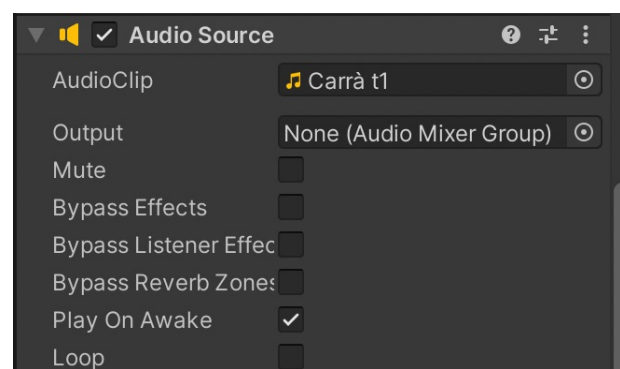 Audio Source
AudioClip Carrà t1
Output None (Audio Mixer Group)
Mute
Bypass Effects
Bypass Listener Effec
Bypass Reverb Zones
Play On Awake
Loop